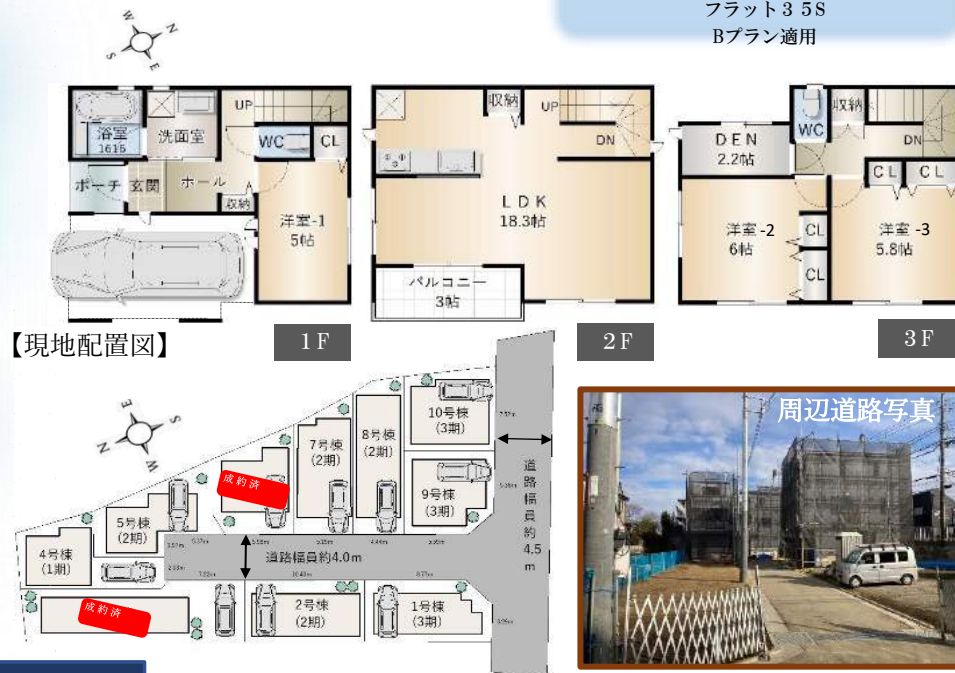 フラット３５S
Bプラン適用
W
N
S
E
浴室
1616
洗面室
UP
WC
CL
ポーチ
玄関
ホール
収納
洋室-1
5帖
収納
UP
DN
LDK
18.3帖
バルコニー
3帖
WC
収納
DEN
2.2帖
DN
CL
CL
洋室-2
6帖
CL
CL
洋室-3
5.8帖
【現地配置図】
1F
2F
3F
E
S
N
W
10号棟
(3期)
8号棟
(2期)
7号棟
(2期)
成約済
9号棟
(3期)
5号棟
(2期)
4号棟
(1期)
道路幅員約4.0m
道路幅員約4.5m
成約済
2号棟
(2期)
1号棟
(3期)
周辺道路写真